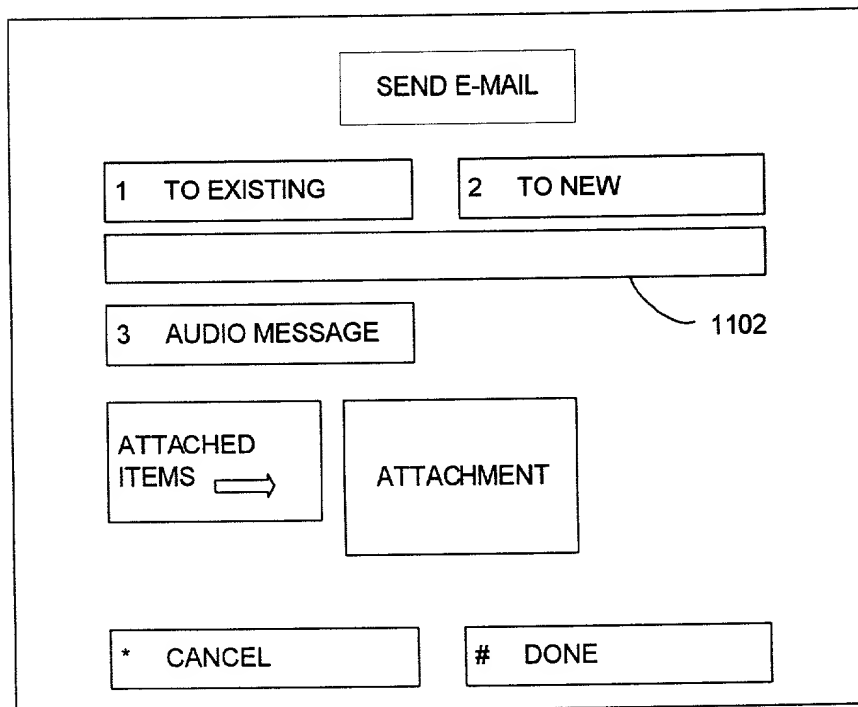 SEND E-MAIL
1 TO EXISTING
2 TO NEW
1102
3 AUDIO MESSAGE
ATTACHED
ITEMS
ATTACHMENT
* CANCEL
# DONE